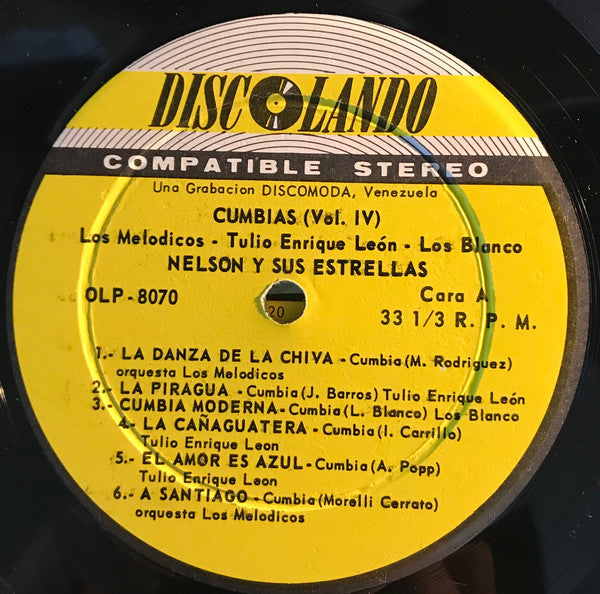 DISCOLANDO
COMPATIBLE STEREO
Una Grabacion DISCOMODA, Venezuela
CUMBIAS (Vol. IV)
Los Melodicos - Tulio Enrique León - Los Blanco
NELSON Y SUS ESTRELLAS
OLP - 8070
Cara A
33 1/3 R. P. M.
20
1.- LA DANZA DE LA CHIVA - Cumbia (M. Rodriguez)
orquesta Los Melodicos
2.- LA PIRAGUA - Cumbia (J. Barros) Tulio Enrique León
3.- CUMBIA MODERNA - Cumbia (L. Blanco) Los Blanco
4.- LA CAÑAGUATERA - Cumbia (I. Carrillo)
Tulio Enrique Leon
5.- EL AMOR ES AZUL - Cumbia (A. Popp)
Tulio Enrique Leon
6.- A SANTIAGO - Cumbia (Morelli Cerrato)
orquesta Los Melodicos